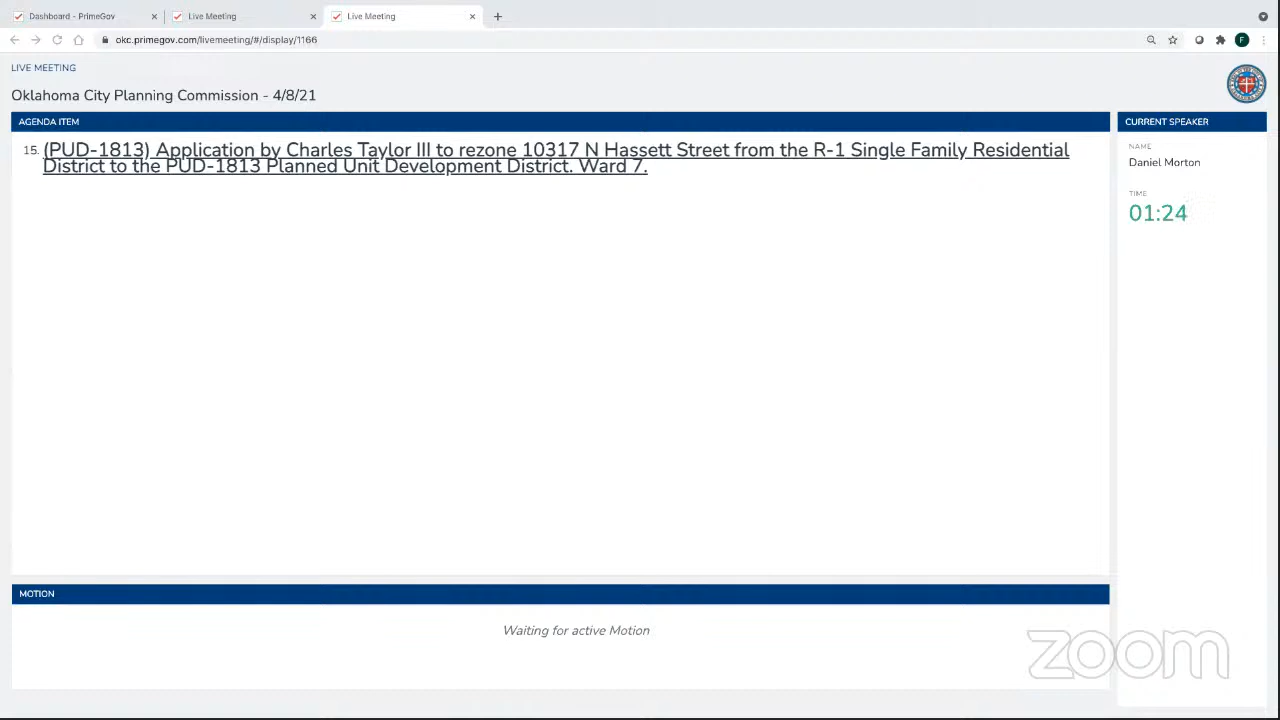 Dashboard - PrimeGov
Live Meeting
Live Meeting
okc.primegov.com/livemeeting/#/display/1166
F
LIVE MEETING
Oklahoma City Planning Commission - 4/8/21
AGENDA ITEM
CURRENT SPEAKER
15. (PUD-1813) Application by Charles Taylor III to rezone 10317 N Hassett Street from the R-1 Single Family Residential
District to the PUD-1813 Planned Unit Development District. Ward 7.
NAME
Daniel Morton
TIME
01:24
MOTION
Waiting for active Motion
zoom